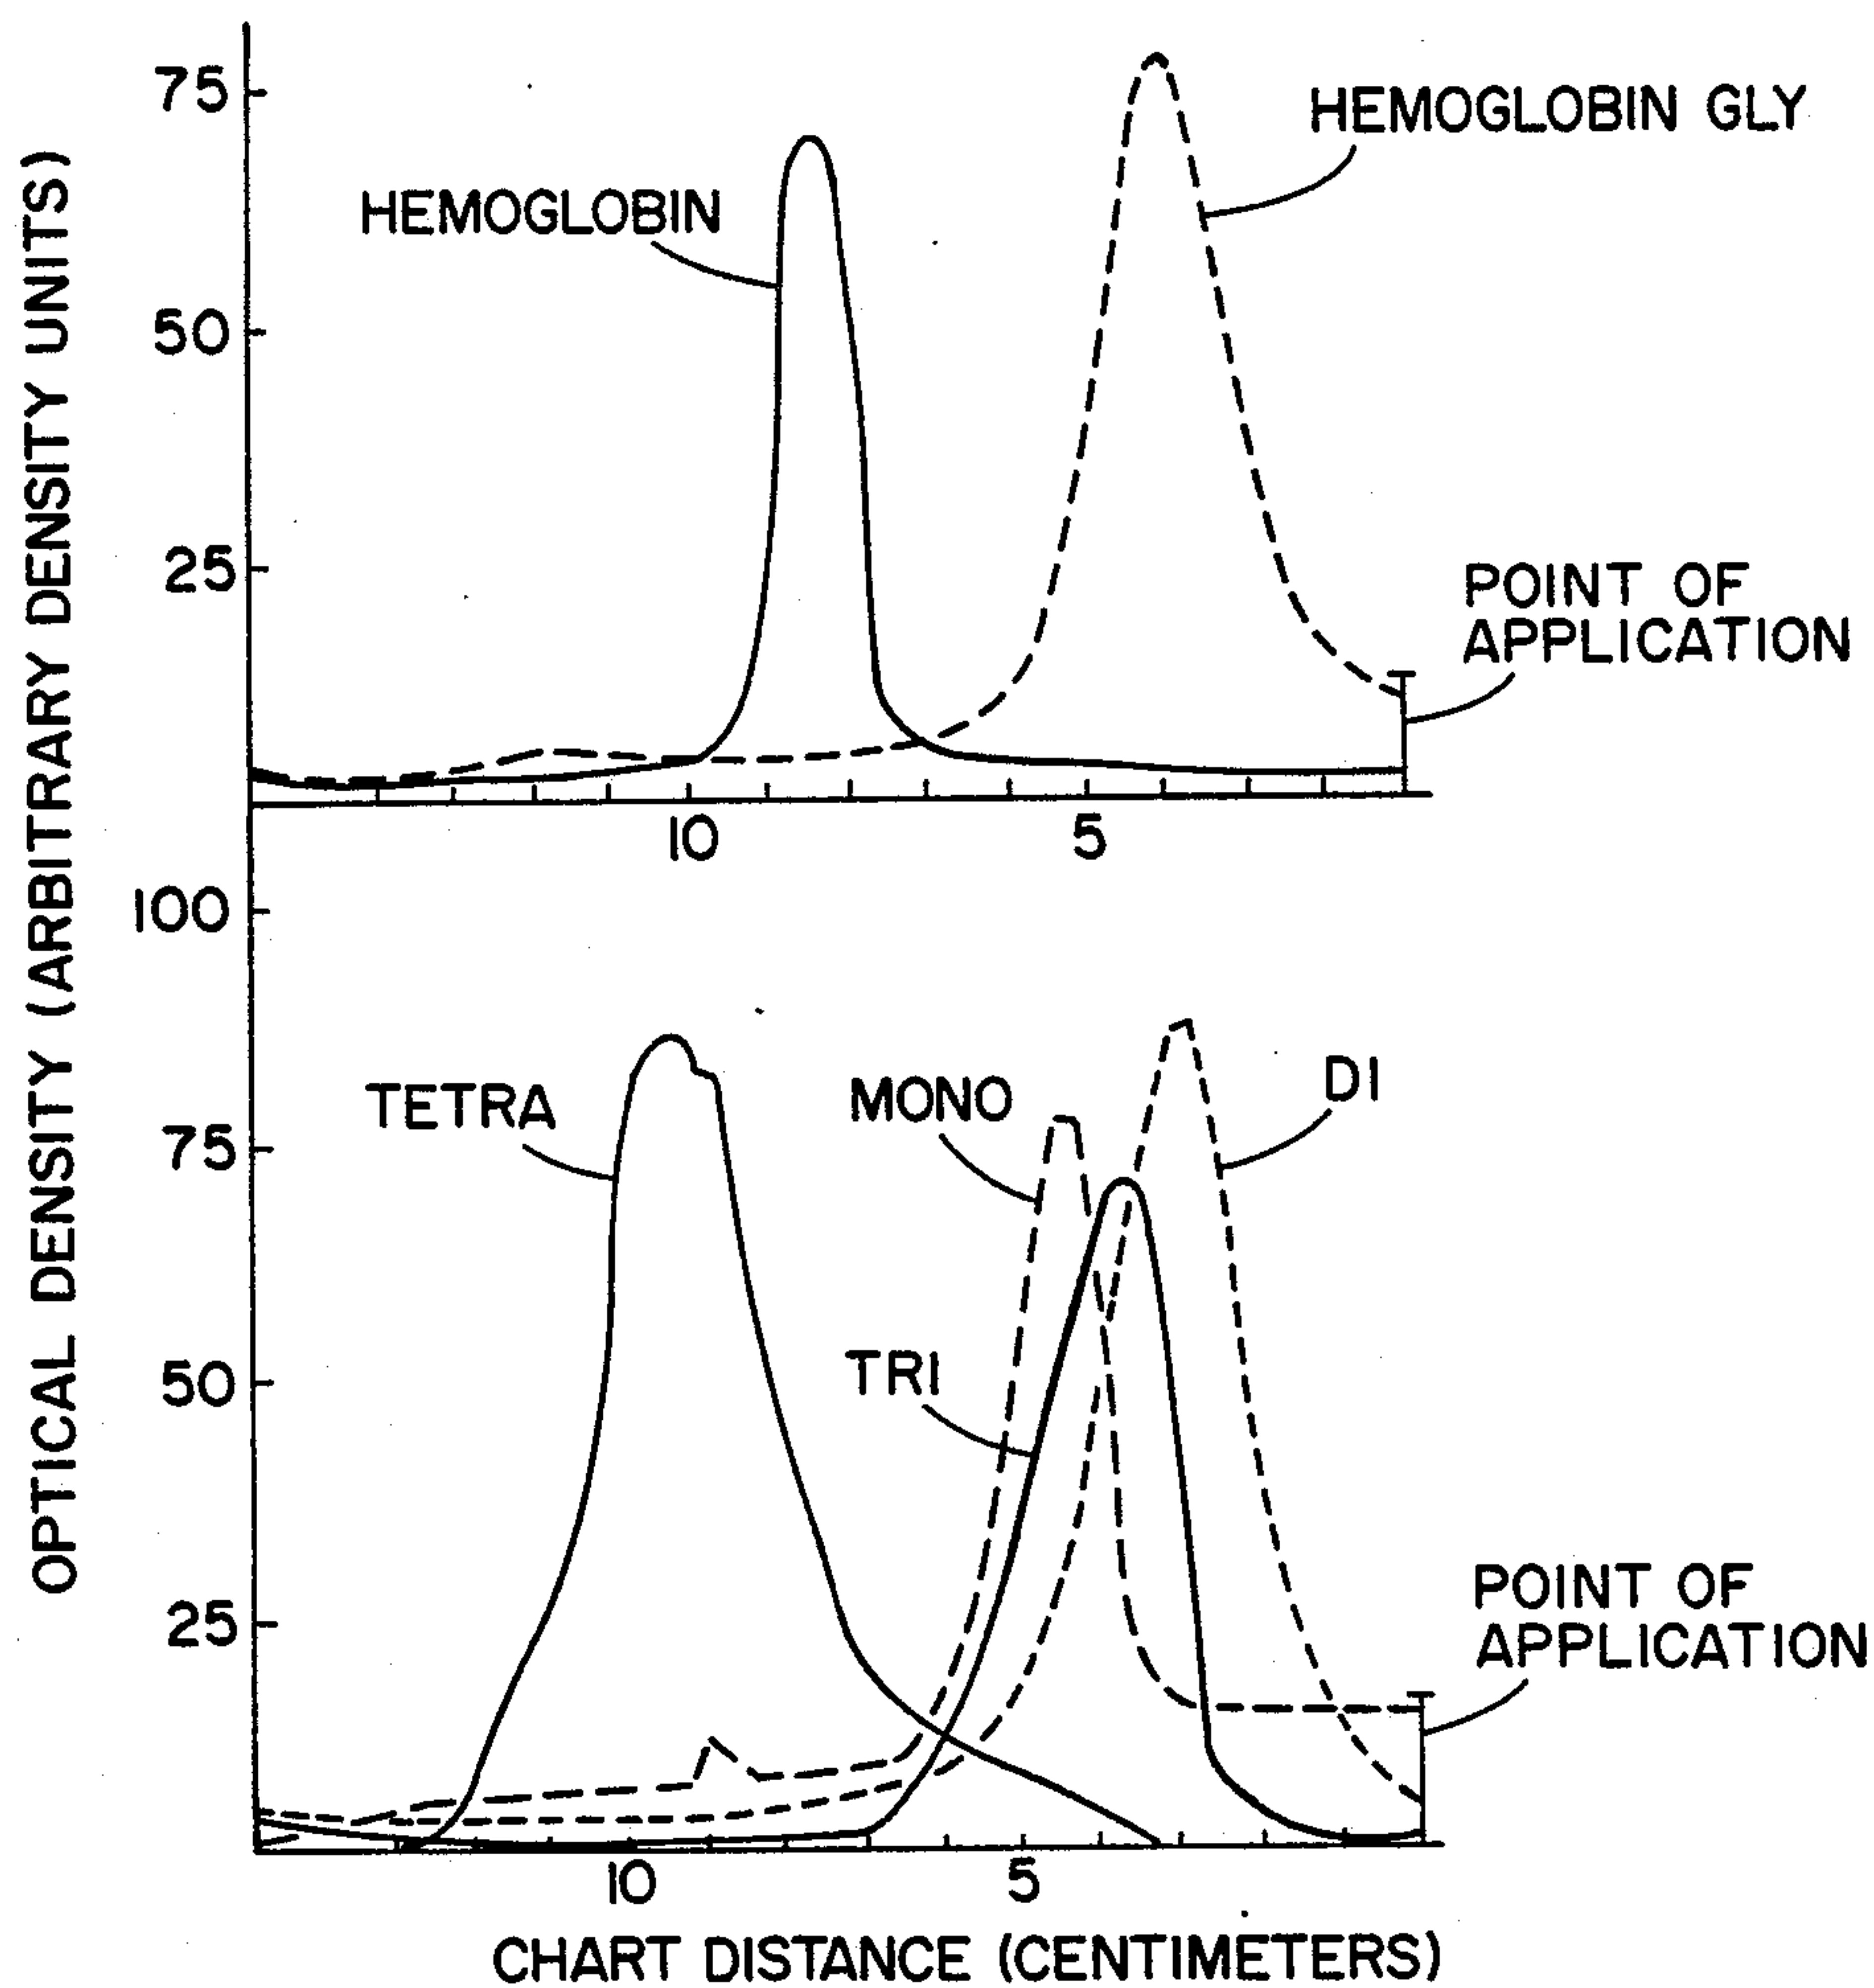 OPTICAL DENSITY (ARBITRARY DENSITY UNITS)
75
50
25
HEMOGLOBIN
HEMOGLOBIN GLY
POINT OF
APPLICATION
10
5
100
75
50
25
TETRA
MONO
DI
TRI
POINT OF
APPLICATION
10
5
CHART DISTANCE (CENTIMETERS)